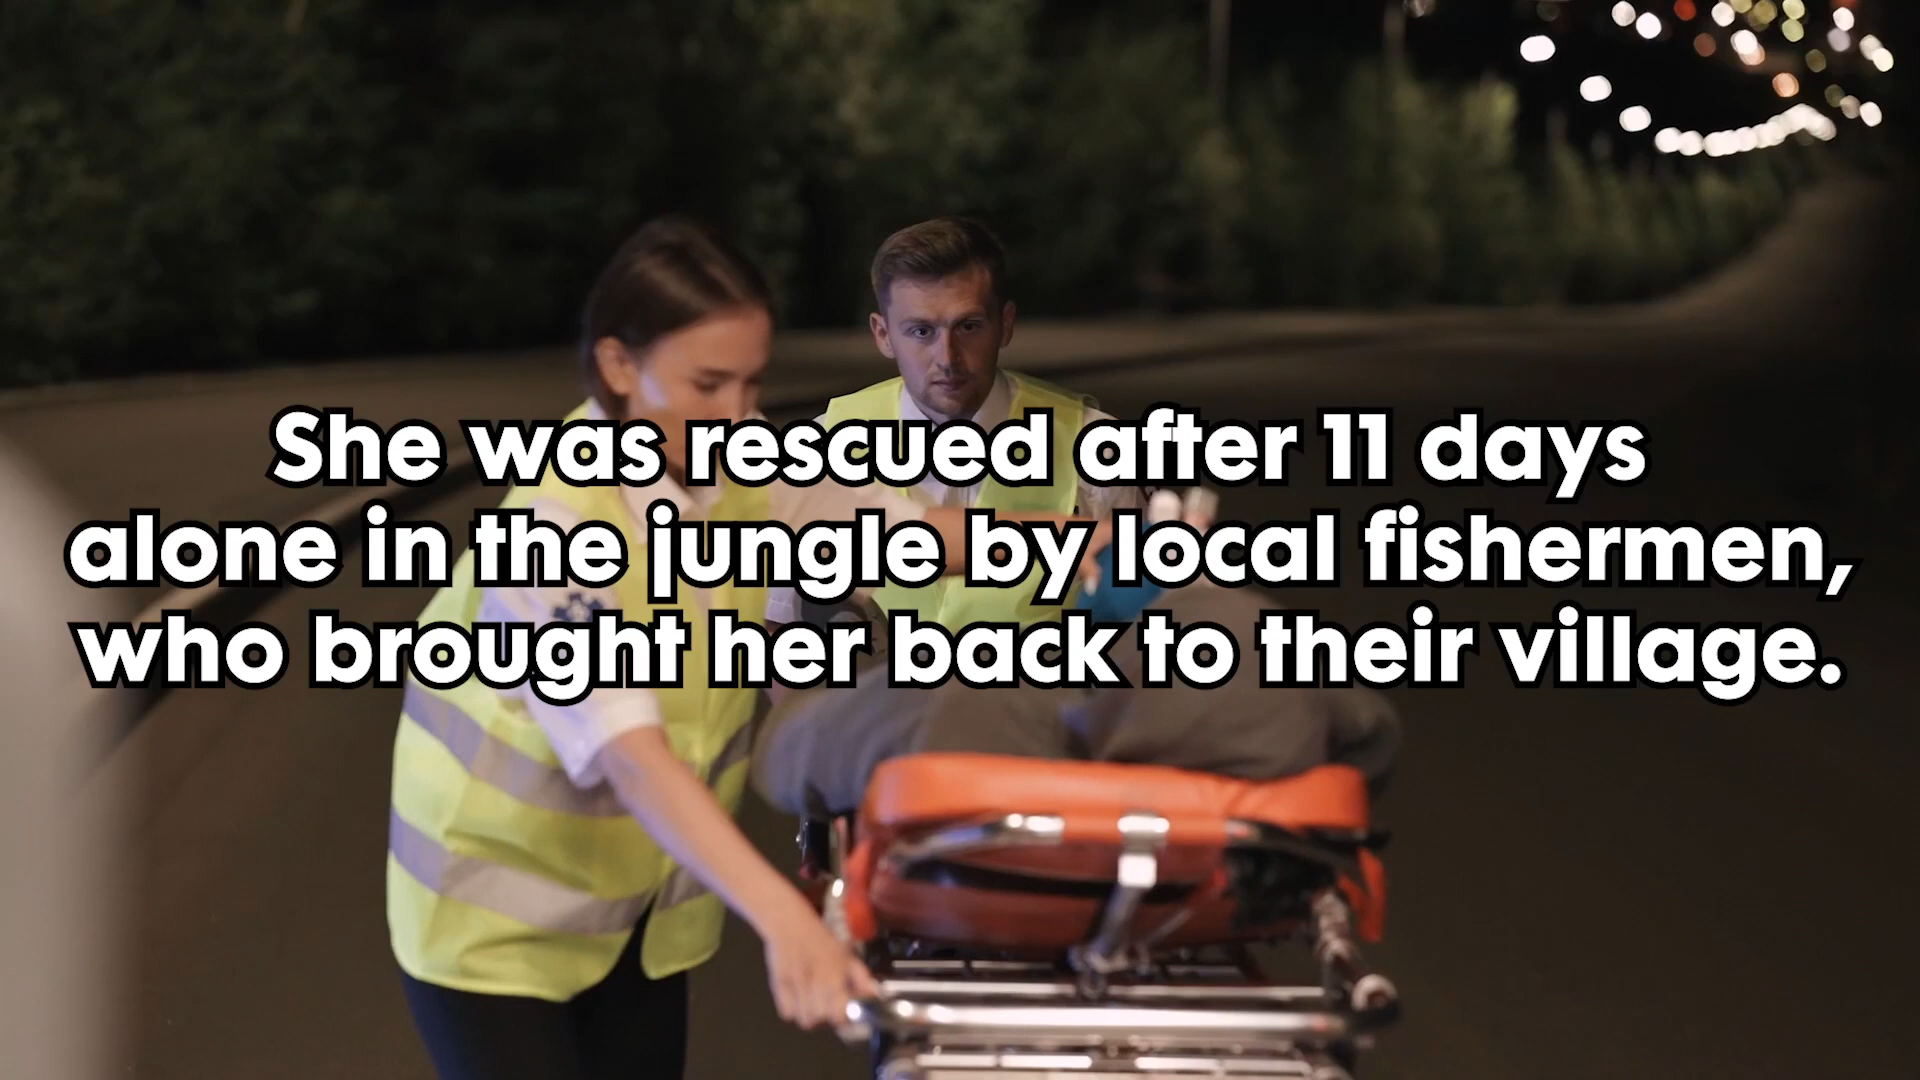 She was rescued after 11 days
alone in the jungle by local fishermen,
who brought her back to their village.